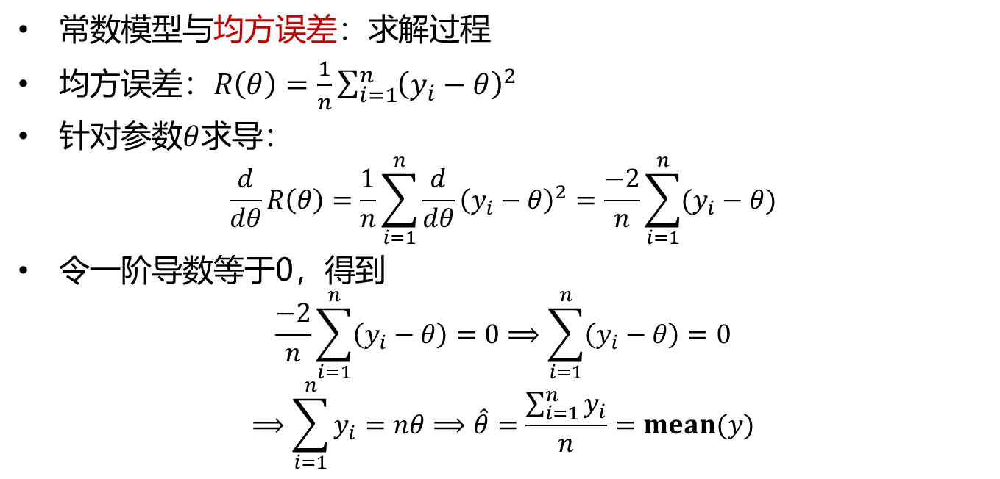 • 常数模型与均方误差：求解过程
• 均方误差：$R(\theta) = \frac{1}{n}\sum_{i=1}^{n}(y_i - \theta)^2$
• 针对参数$\theta$求导：
$\frac{d}{d\theta}R(\theta) = \frac{1}{n}\sum_{i=1}^{n}\frac{d}{d\theta}(y_i - \theta)^2 = \frac{-2}{n}\sum_{i=1}^{n}(y_i - \theta)$
• 令一阶导数等于0，得到
$\frac{-2}{n}\sum_{i=1}^{n}(y_i - \theta) = 0 \Longrightarrow \sum_{i=1}^{n}(y_i - \theta) = 0$
$\Longrightarrow \sum_{i=1}^{n} y_i = n\theta \Longrightarrow \hat{\theta} = \frac{\sum_{i=1}^{n} y_i}{n} = \mathbf{mean}(y)$